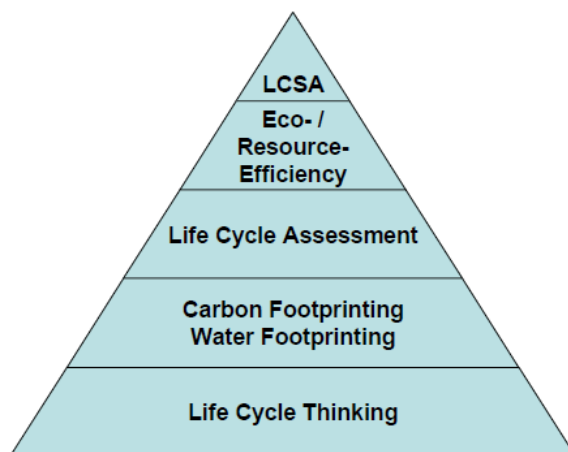 LCSA
Eco- /
Resource-
Efficiency
Life Cycle Assessment
Carbon Footprinting
Water Footprinting
Life Cycle Thinking